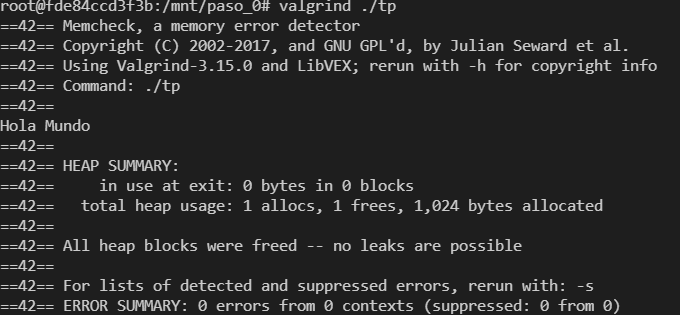 root@fde84ccd3f3b:/mnt/paso_0# valgrind ./tp
==42== Memcheck, a memory error detector
==42== Copyright (C) 2002-2017, and GNU GPL'd, by Julian Seward et al.
==42== Using Valgrind-3.15.0 and LibVEX; rerun with -h for copyright info
==42== Command: ./tp
==42==
Hola Mundo
==42==
==42== HEAP SUMMARY:
==42==     in use at exit: 0 bytes in 0 blocks
==42==   total heap usage: 1 allocs, 1 frees, 1,024 bytes allocated
==42==
==42== All heap blocks were freed -- no leaks are possible
==42==
==42== For lists of detected and suppressed errors, rerun with: -s
==42== ERROR SUMMARY: 0 errors from 0 contexts (suppressed: 0 from 0)